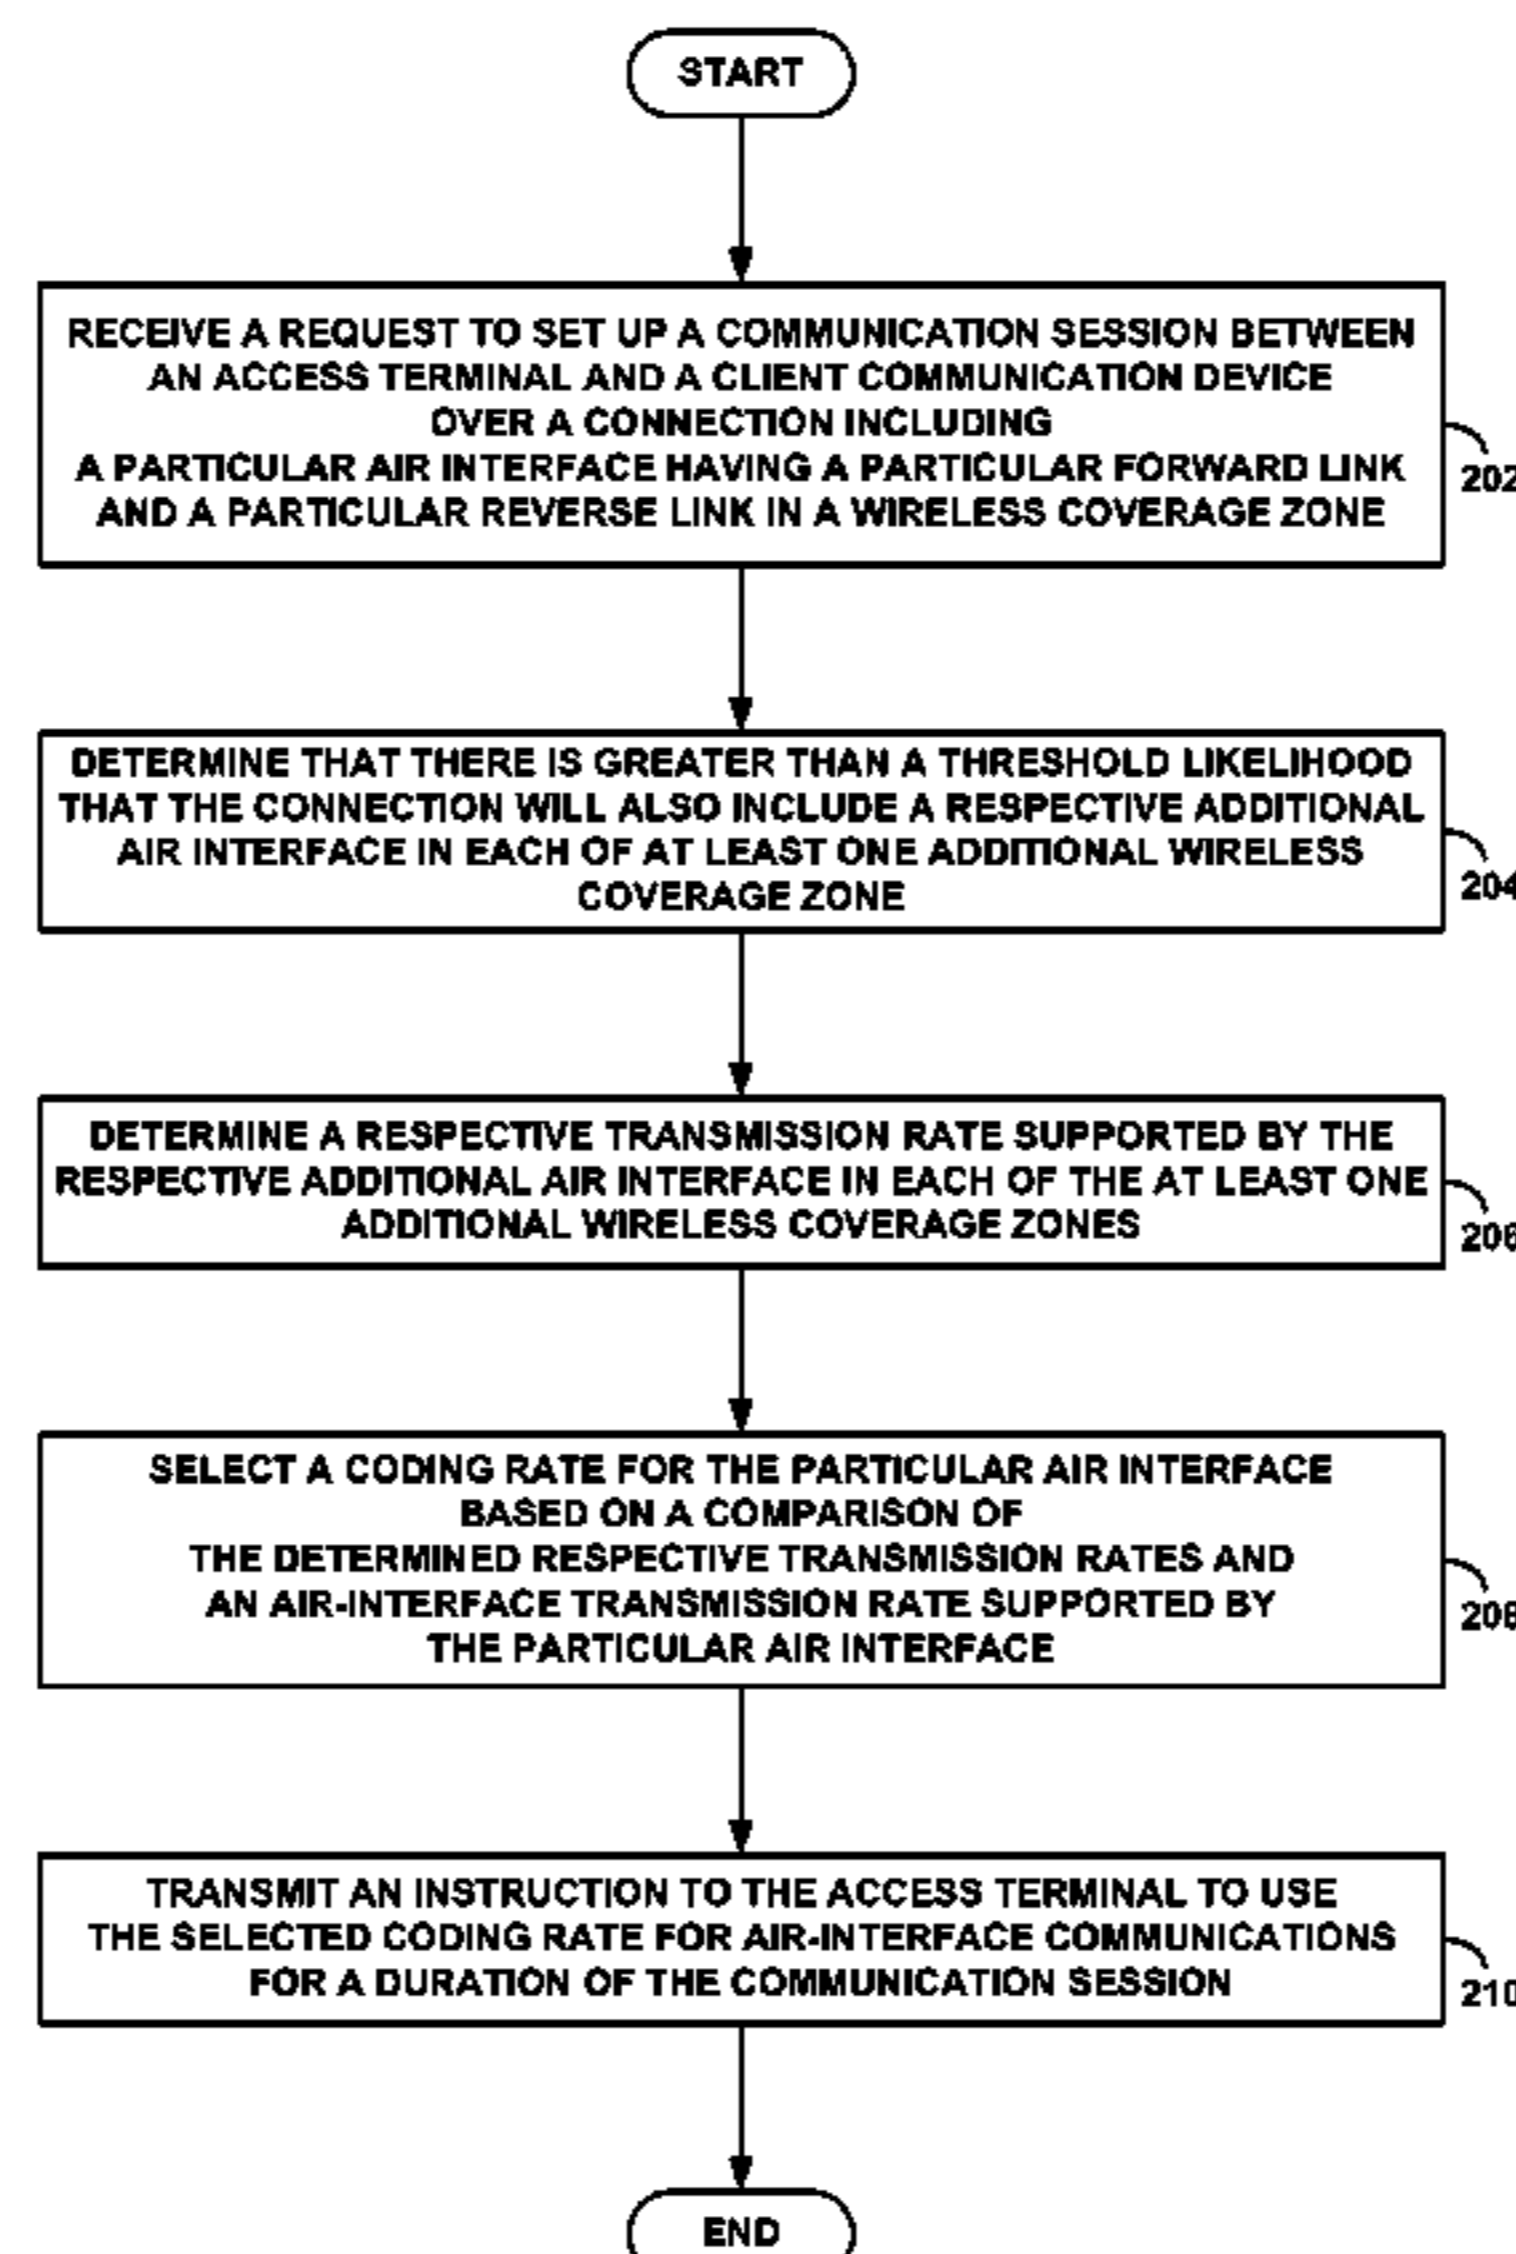 START
RECEIVE A REQUEST TO SET UP A COMMUNICATION SESSION BETWEEN
AN ACCESS TERMINAL AND A CLIENT COMMUNICATION DEVICE
OVER A CONNECTION INCLUDING
A PARTICULAR AIR INTERFACE HAVING A PARTICULAR FORWARD LINK
AND A PARTICULAR REVERSE LINK IN A WIRELESS COVERAGE ZONE
202
DETERMINE THAT THERE IS GREATER THAN A THRESHOLD LIKELIHOOD
THAT THE CONNECTION WILL ALSO INCLUDE A RESPECTIVE ADDITIONAL
AIR INTERFACE IN EACH OF AT LEAST ONE ADDITIONAL WIRELESS
COVERAGE ZONE
204
DETERMINE A RESPECTIVE TRANSMISSION RATE SUPPORTED BY THE
RESPECTIVE ADDITIONAL AIR INTERFACE IN EACH OF THE AT LEAST ONE
ADDITIONAL WIRELESS COVERAGE ZONES
206
SELECT A CODING RATE FOR THE PARTICULAR AIR INTERFACE
BASED ON A COMPARISON OF
THE DETERMINED RESPECTIVE TRANSMISSION RATES AND
AN AIR-INTERFACE TRANSMISSION RATE SUPPORTED BY
THE PARTICULAR AIR INTERFACE
208
TRANSMIT AN INSTRUCTION TO THE ACCESS TERMINAL TO USE
THE SELECTED CODING RATE FOR AIR-INTERFACE COMMUNICATIONS
FOR A DURATION OF THE COMMUNICATION SESSION
210
END